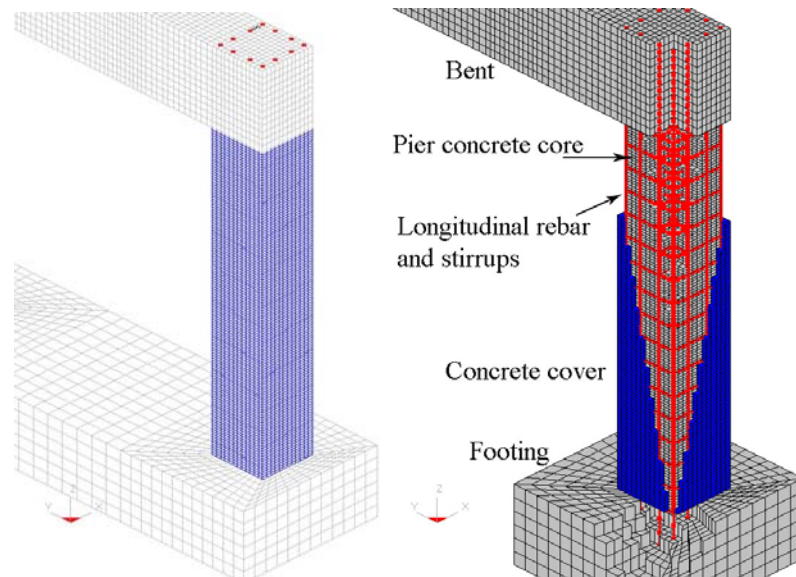 Bent
Pier concrete core
Longitudinal rebar
and stirrups
Concrete cover
Footing
Z
Y X
Z
Y X